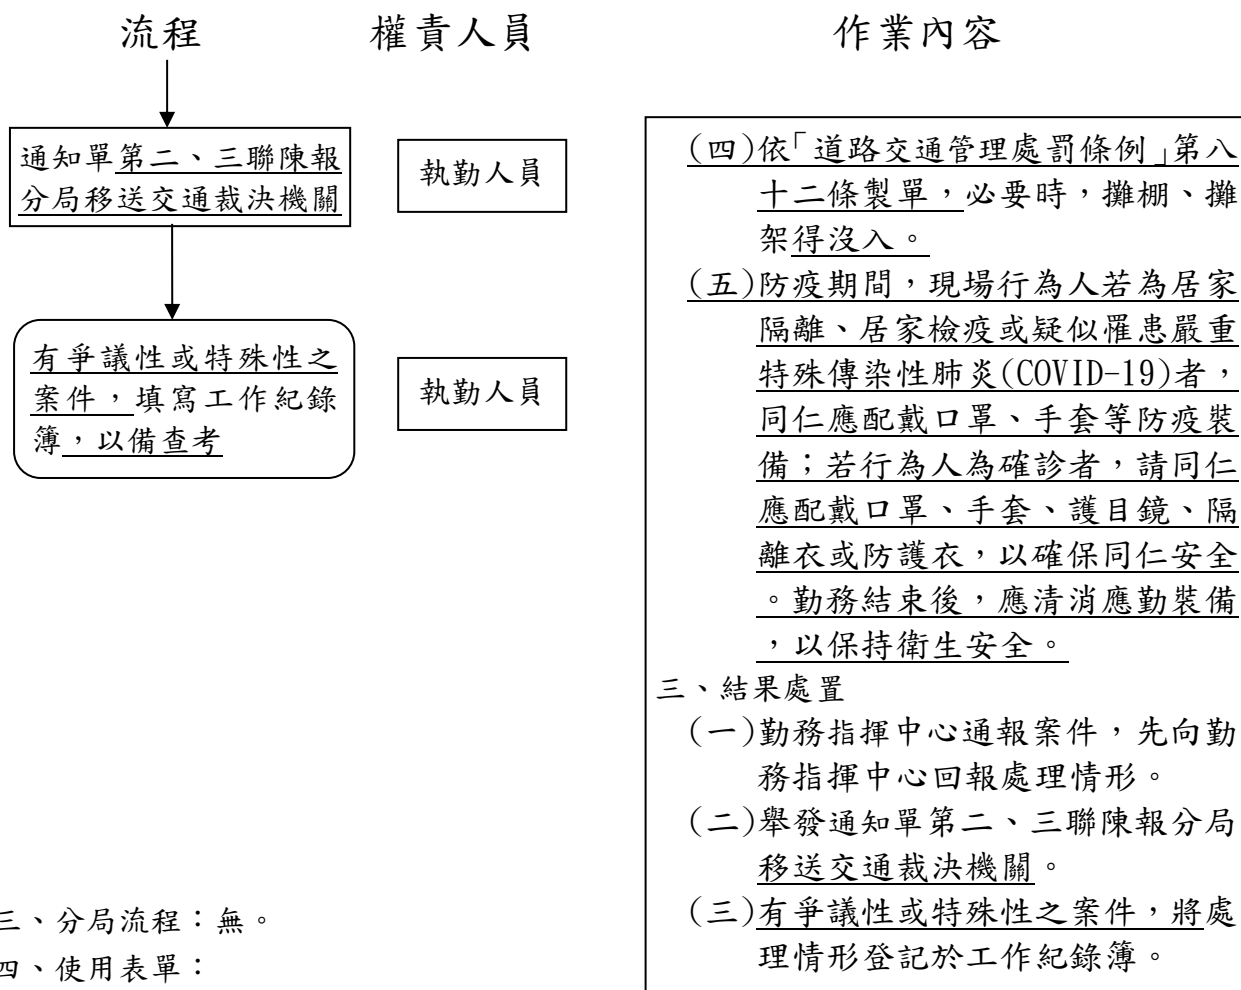 流程 權責人員 作業內容
通知單第二、三聯陳報
分局移送交通裁決機關
執勤人員
有爭議性或特殊性之
案件，填寫工作紀錄
簿，以備查考
執勤人員
(四)依「道路交通管理處罰條例」第八
十二條製單，必要時，攤棚、攤
架得沒入。
(五)防疫期間，現場行為人若為居家
隔離、居家檢疫或疑似罹患嚴重
特殊傳染性肺炎(COVID-19)者，
同仁應配戴口罩、手套等防疫裝
備；若行為人為確診者，請同仁
應配戴口罩、手套、護目鏡、隔
離衣或防護衣，以確保同仁安全
。勤務結束後，應清消應勤裝備
，以保持衛生安全。
三、結果處置
(一)勤務指揮中心通報案件，先向勤
務指揮中心回報處理情形。
(二)舉發通知單第二、三聯陳報分局
移送交通裁決機關。
(三)有爭議性或特殊性之案件，將處
理情形登記於工作紀錄簿。
三、分局流程：無。
四、使用表單：